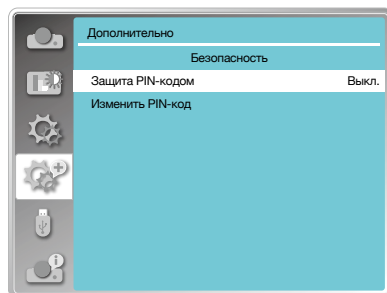 Дополнительно
Безопасность
Защита PIN-кодом Выкл.
Изменить PIN-код